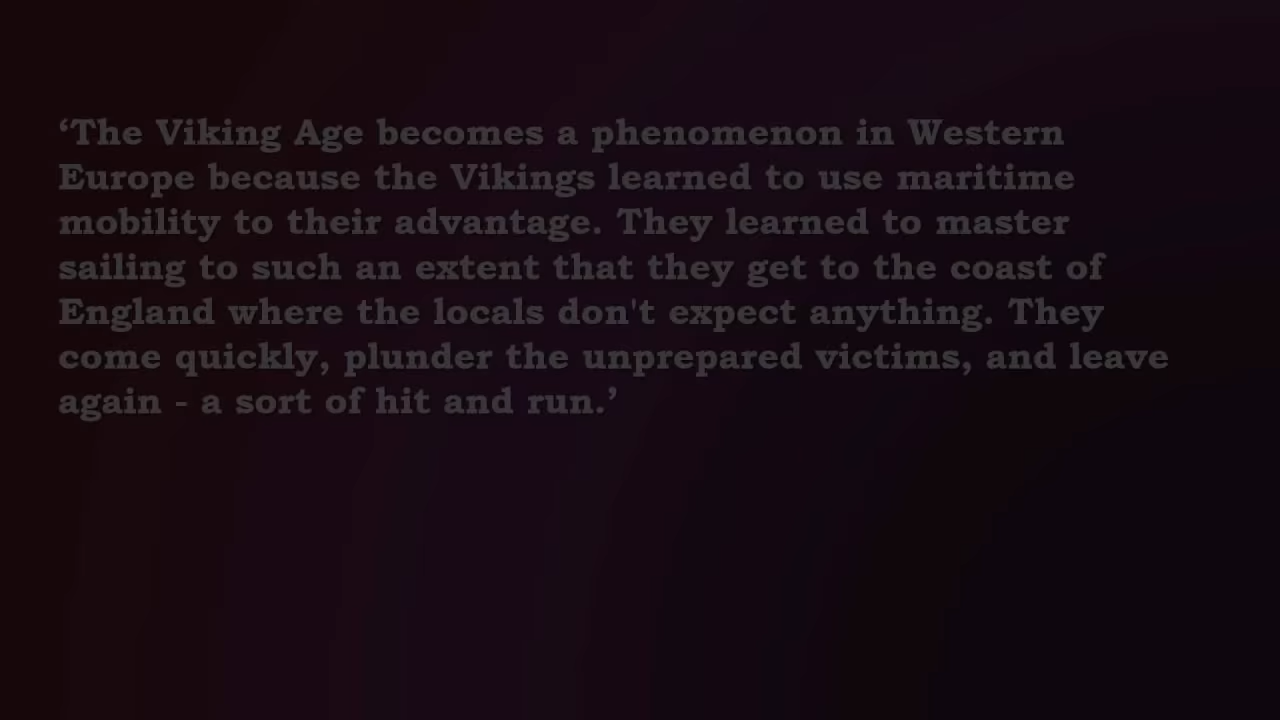 ‘The Viking Age becomes a phenomenon in Western
Europe because the Vikings learned to use maritime
mobility to their advantage. They learned to master
sailing to such an extent that they get to the coast of
England where the locals don't expect anything. They
come quickly, plunder the unprepared victims, and leave
again - a sort of hit and run.’